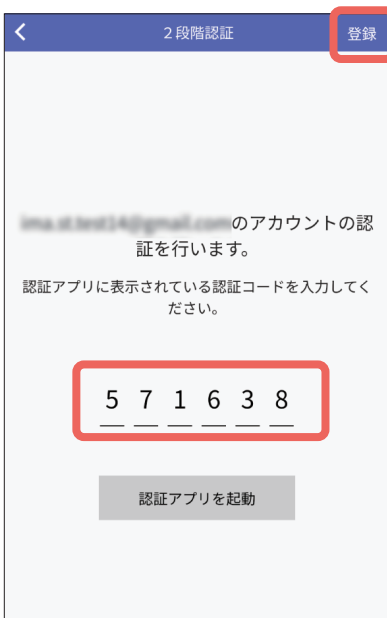 2段階認証
登録
のアカウントの認
証を行います。
認証アプリに表示されている認証コードを入力してく
ださい。
5 7 1 6 3 8
認証アプリを起動